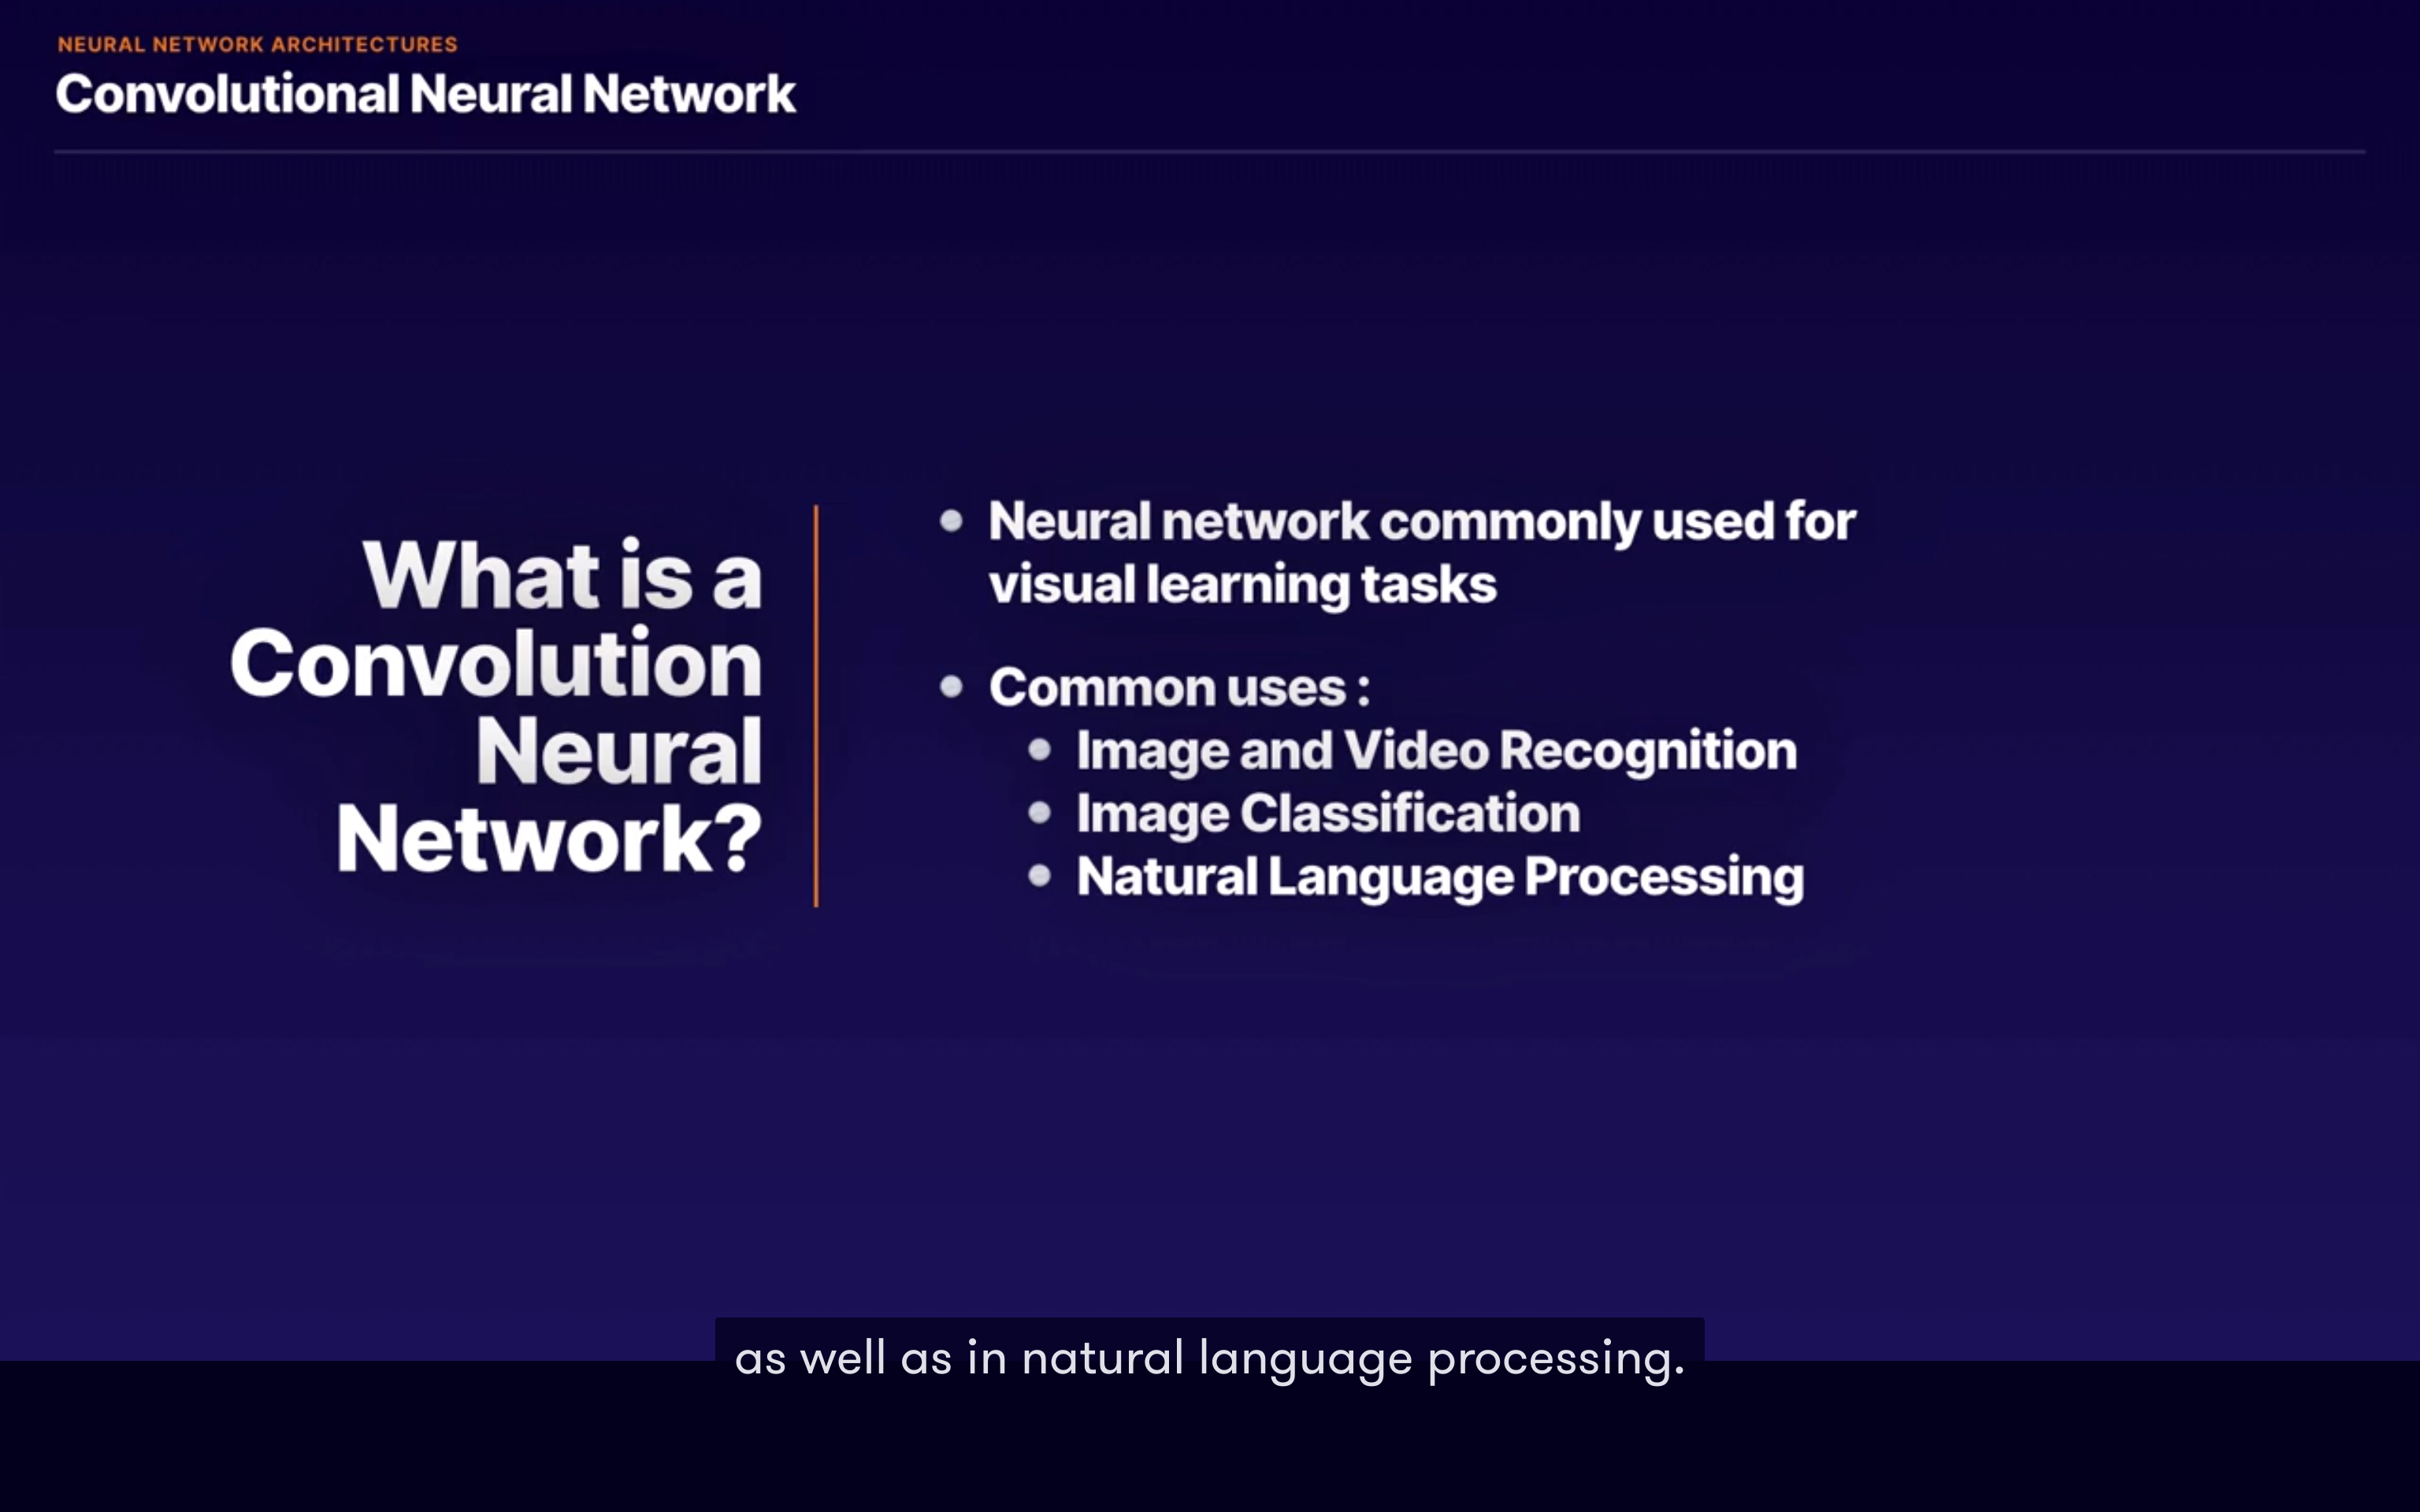 NEURAL NETWORK ARCHITECTURES
Convolutional Neural Network
What is a
Convolution
Neural
Network?
Neural network commonly used for
visual learning tasks
Common uses :
Image and Video Recognition
Image Classification
Natural Language Processing
as well as in natural language processing.